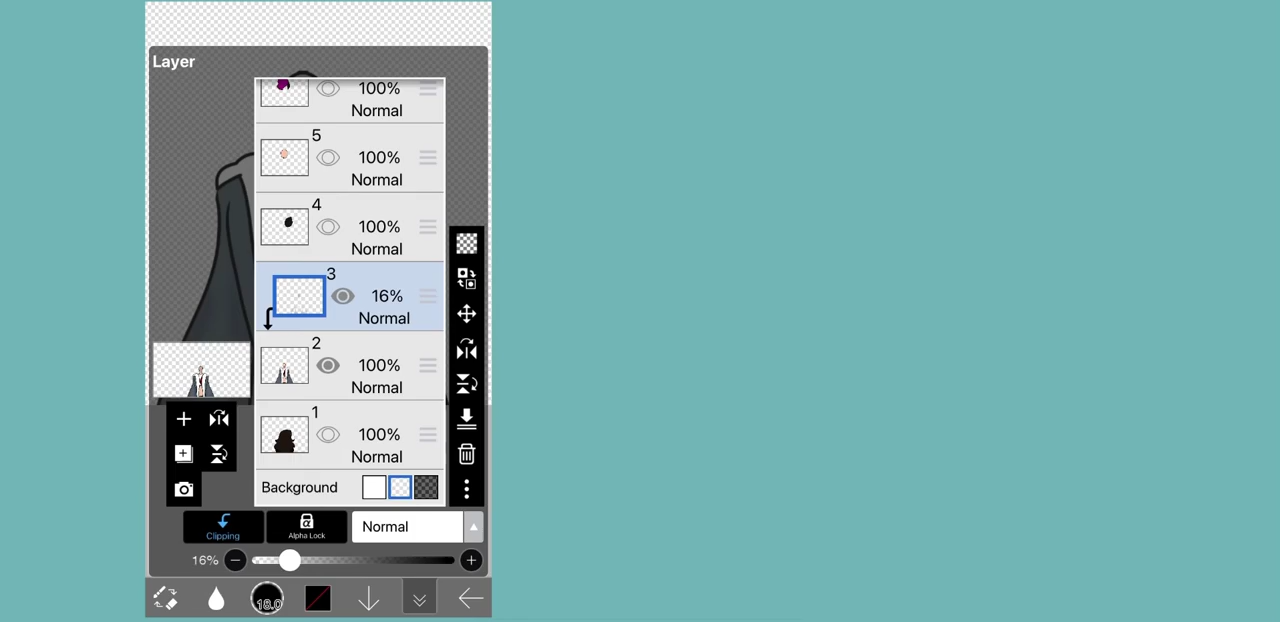 Layer
100%
Normal
5
100%
Normal
4
100%
Normal
3
16%
Normal
2
100%
Normal
1
100%
Normal
Background
Clipping
α
Alpha Lock
Normal
16%
18.0